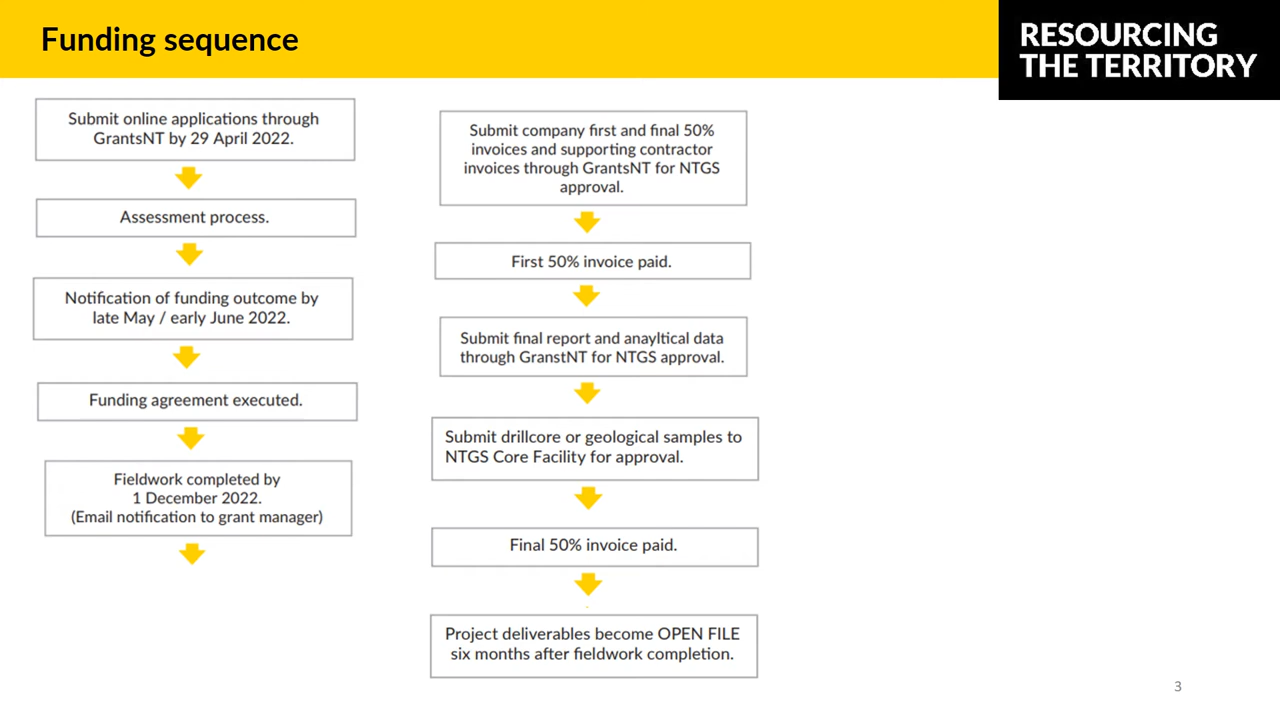 Funding sequence
RESOURCING
THE TERRITORY
Submit online applications through
GrantsNT by 29 April 2022.
Assessment process.
Notification of funding outcome by
late May / early June 2022.
Funding agreement executed.
Fieldwork completed by
1 December 2022.
(Email notification to grant manager)
Submit company first and final 50%
invoices and supporting contractor
invoices through GrantsNT for NTGS
approval.
First 50% invoice paid.
Submit final report and anayltical data
through GranstNT for NTGS approval.
Submit drillcore or geological samples to
NTGS Core Facility for approval.
Final 50% invoice paid.
Project deliverables become OPEN FILE
six months after fieldwork completion.
3